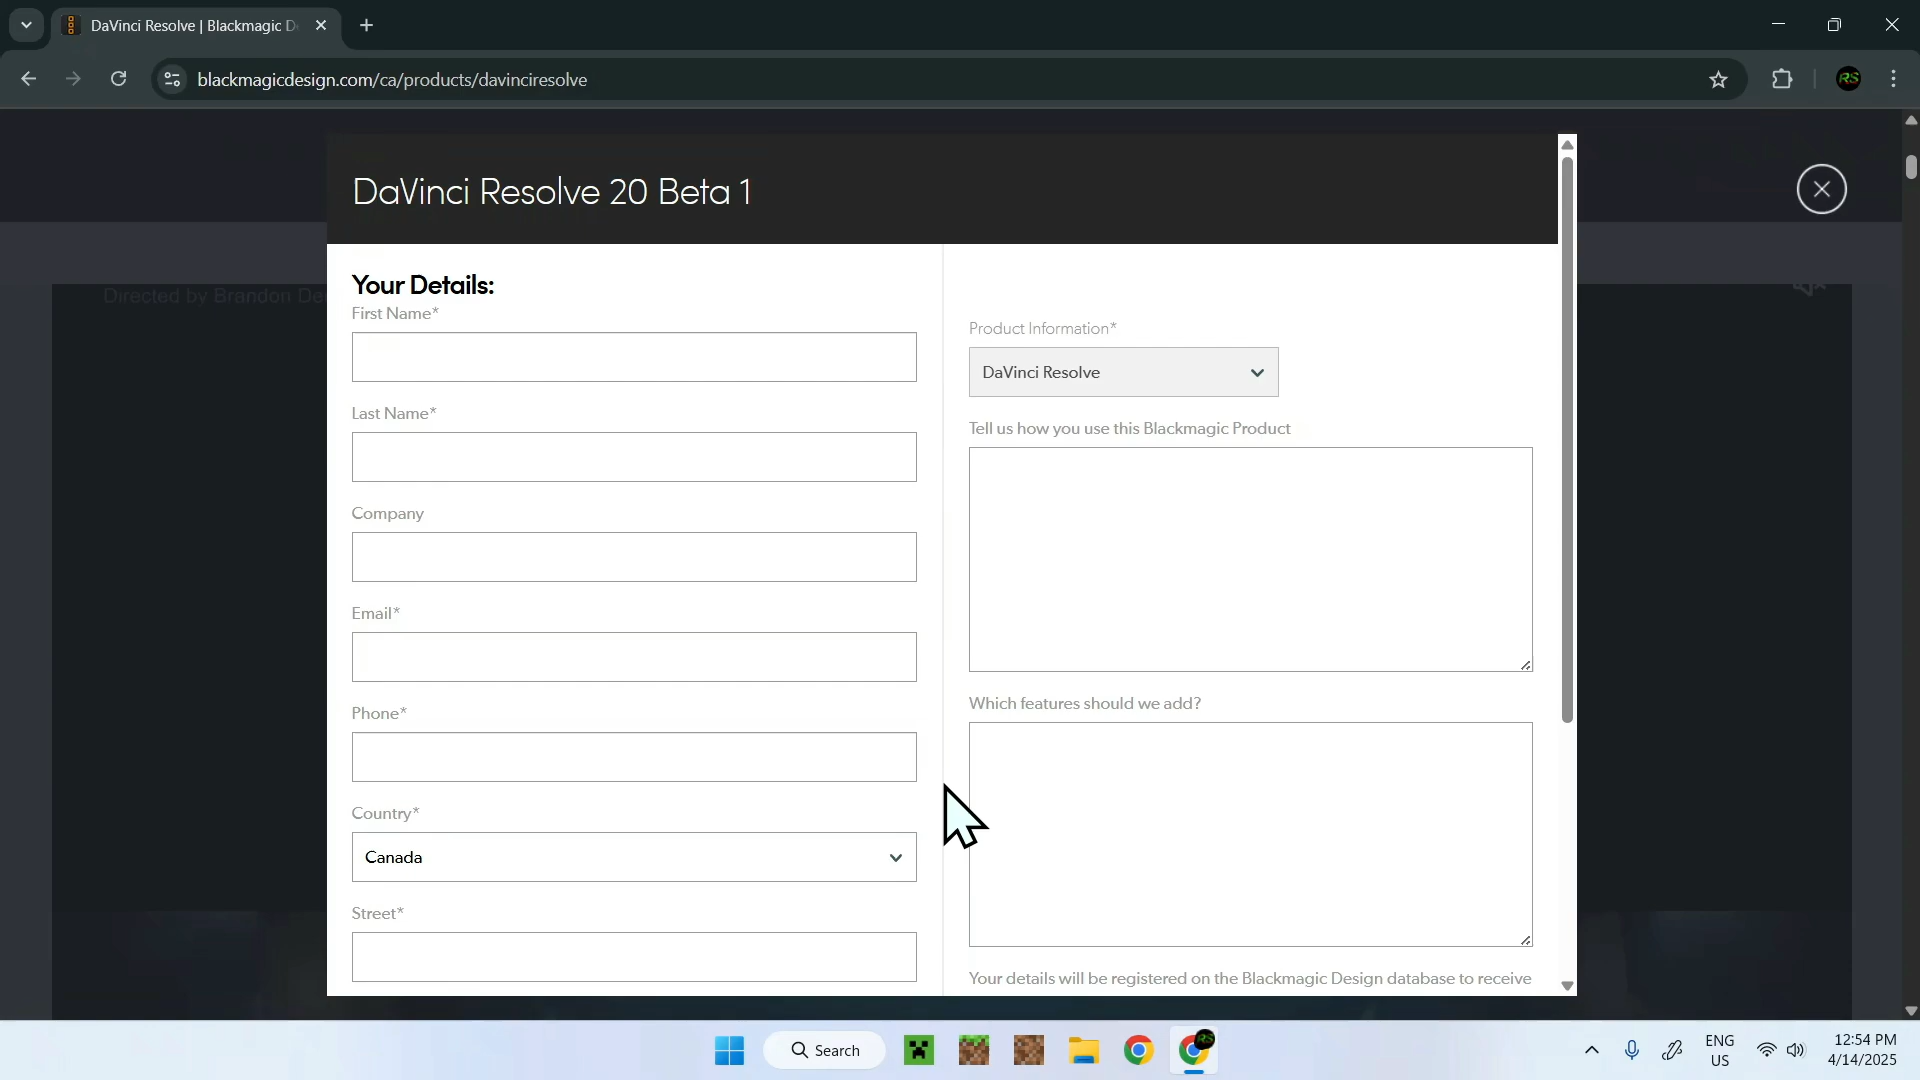 DaVinci Resolve | Blackmagic D
blackmagicdesign.com/ca/products/davinciresolve
RS
DaVinci Resolve 20 Beta 1
Directed by Brandon De
Your Details:
First Name*
Last Name*
Company
Email*
Phone*
Country*
Canada
Street*
Product Information*
DaVinci Resolve
Tell us how you use this Blackmagic Product
Which features should we add?
Your details will be registered on the Blackmagic Design database to receive
Search
RS
ENG
US
12:54 PM
4/14/2025